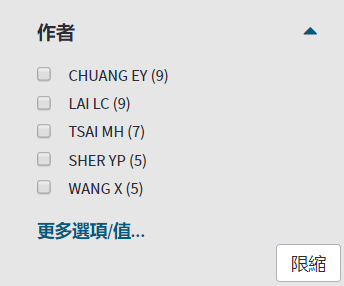 作者
CHUANG EY (9)
LAI LC (9)
TSAI MH (7)
SHER YP (5)
WANG X (5)
更多選項/值...
限縮